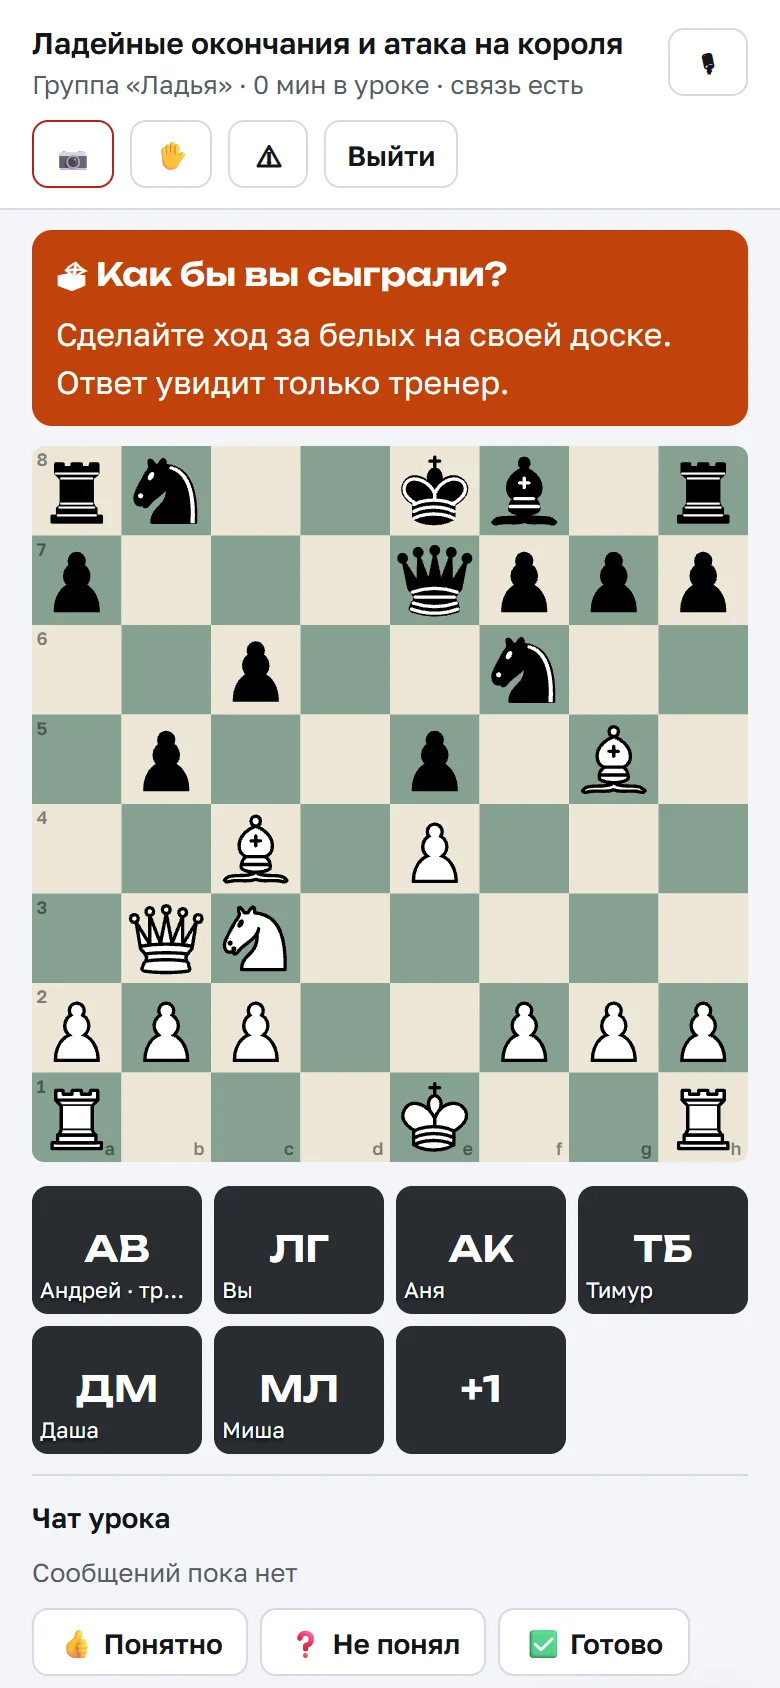 Ладейные окончания и атака на короля
Группа «Ладья» · 0 мин в уроке · связь есть
Выйти
Как бы вы сыграли?
Сделайте ход за белых на своей доске.
Ответ увидит только тренер.
8
7
6
5
4
3
2
1
a b c d e f g h
АВ ЛГ АК ТБ
Андрей · тр... Вы Аня Тимур
ДМ МЛ +1
Даша Миша
Чат урока
Сообщений пока нет
Понятно Не понял Готово